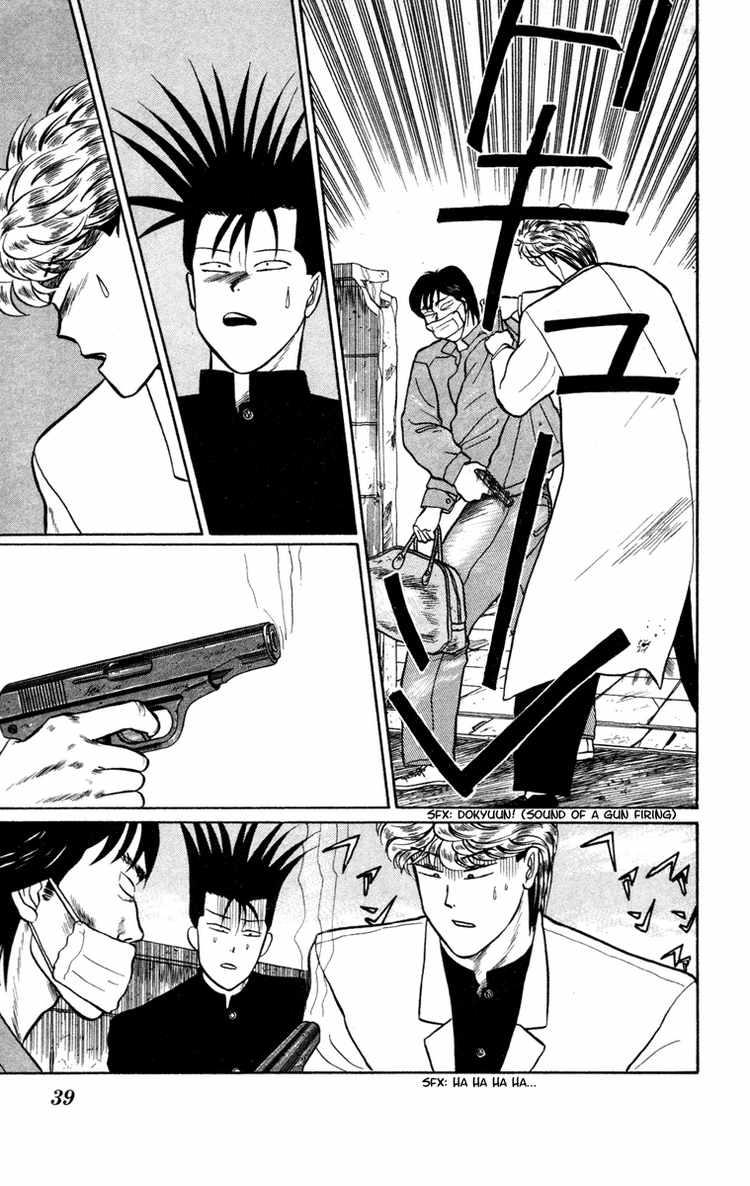 ドキューン
SFX: DOKYUUN! (SOUND OF A GUN FIRING)
SFX: HA HA HA HA...
39